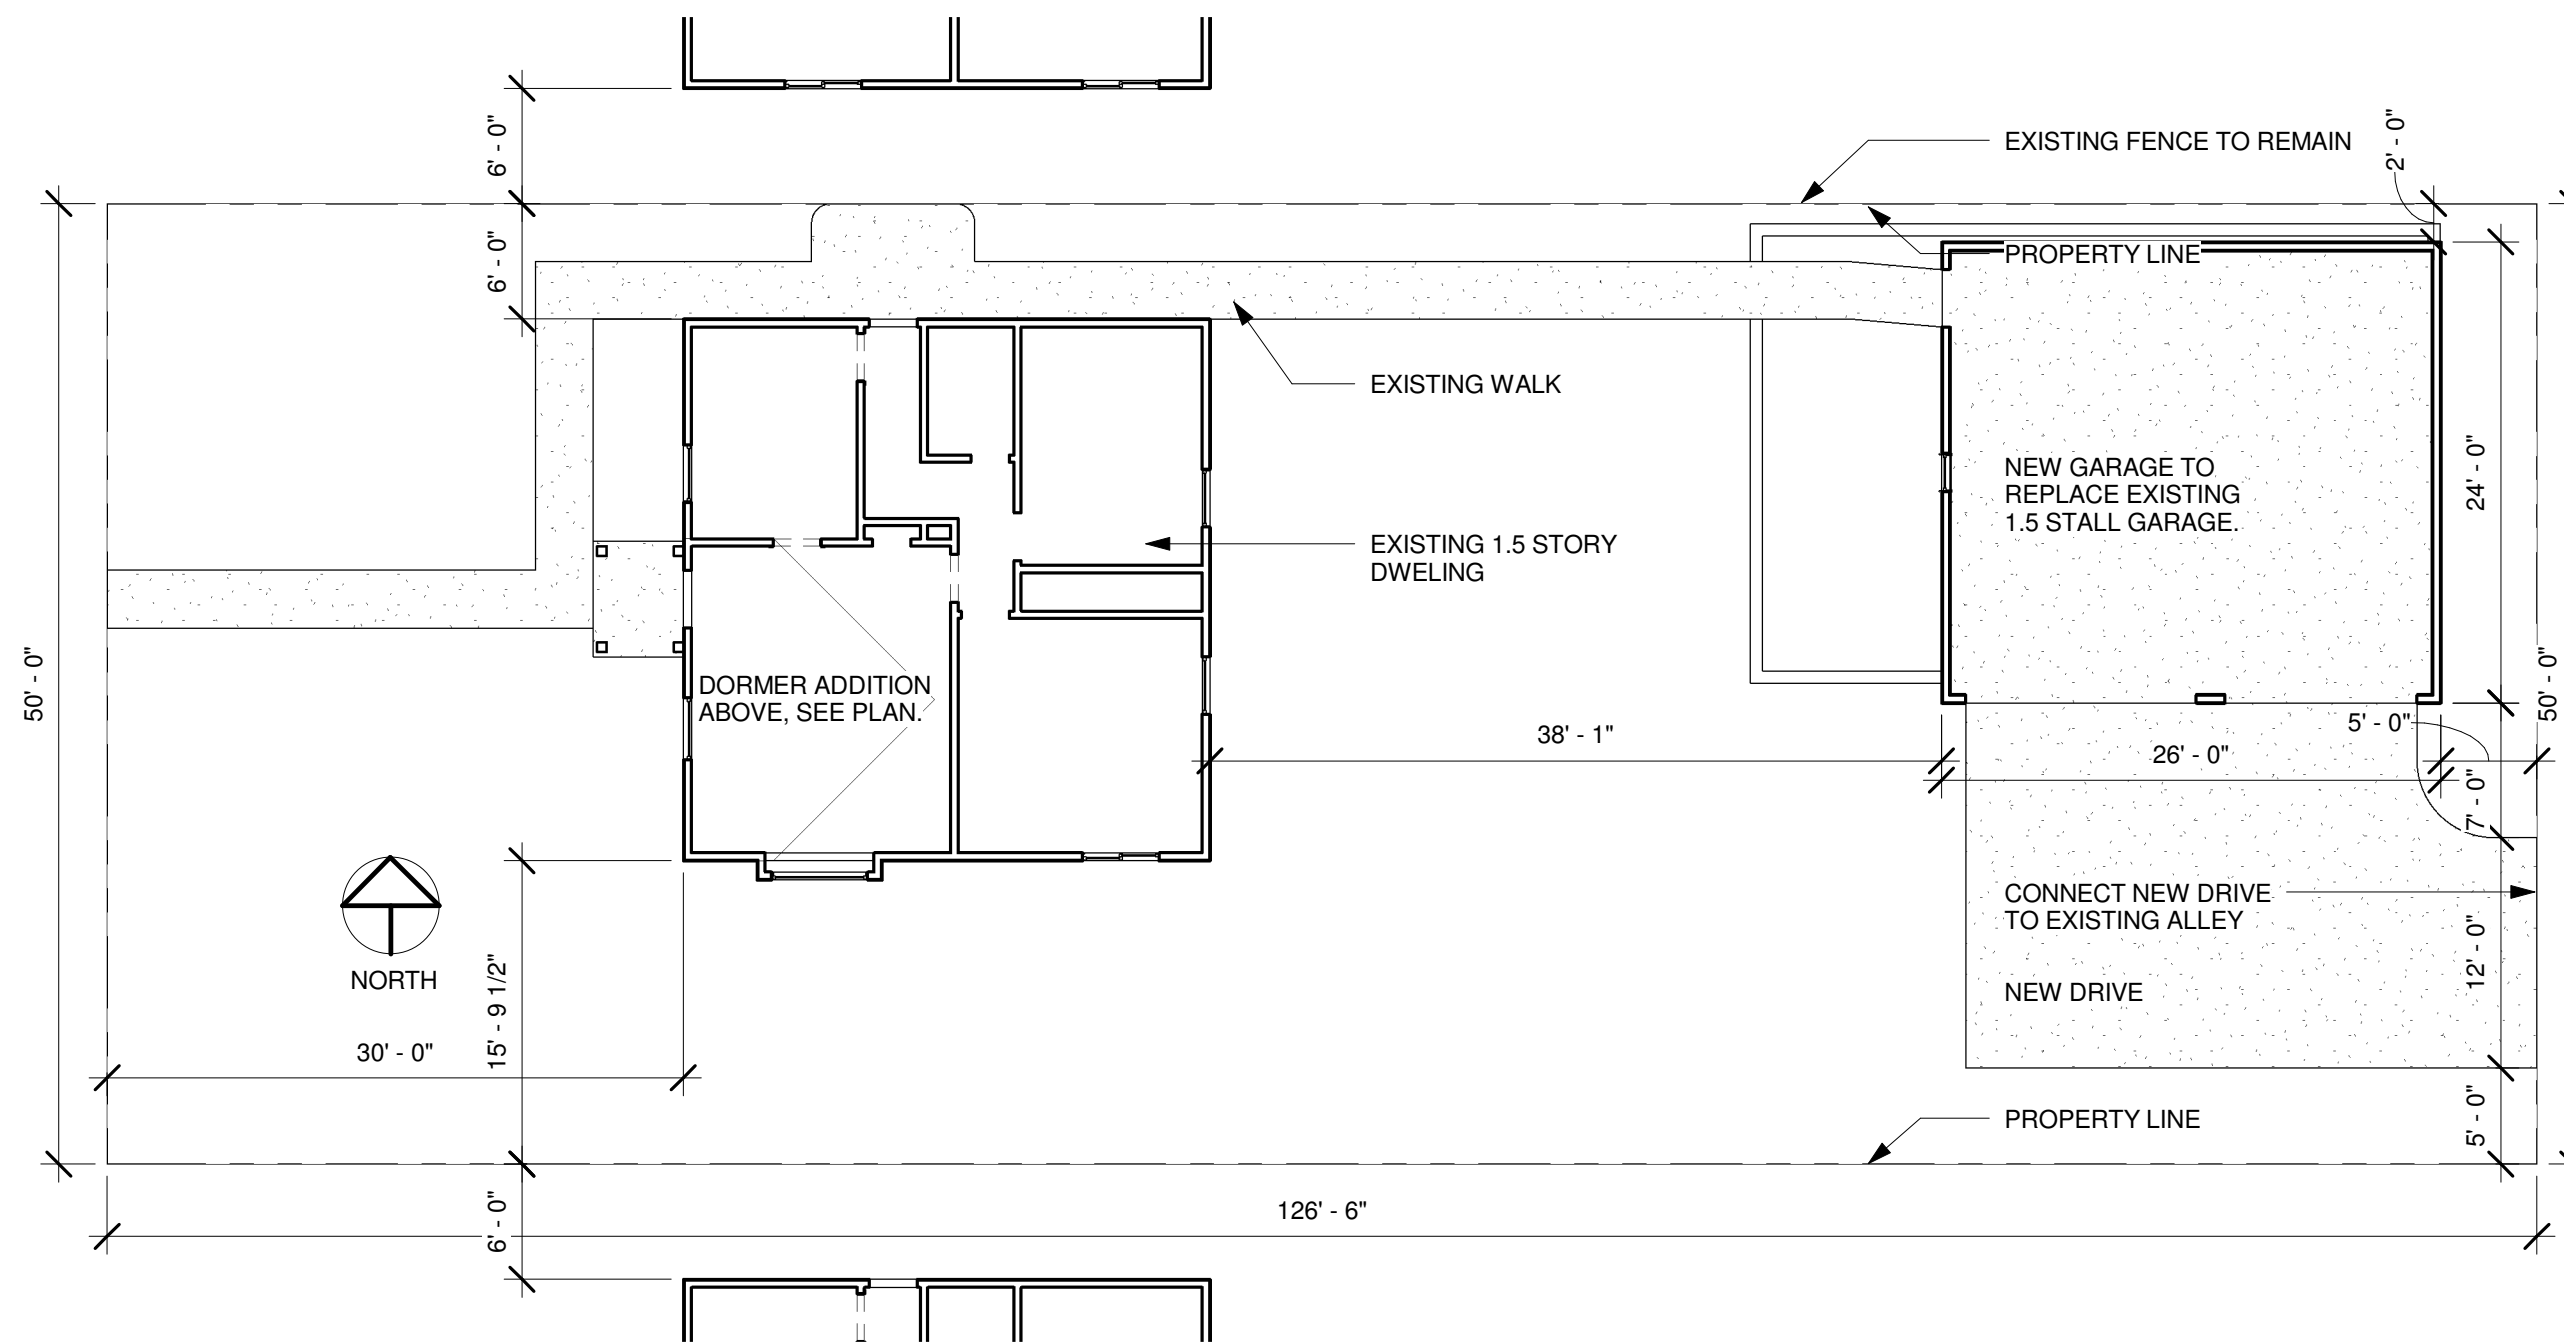 6' - 0"
2' - 0"
EXISTING FENCE TO REMAIN
6' - 0"
PROPERTY LINE
EXISTING WALK
NEW GARAGE TO
REPLACE EXISTING
1.5 STALL GARAGE.
24' - 0"
EXISTING 1.5 STORY
DWELING
50' - 0"
DORMER ADDITION
ABOVE, SEE PLAN.
50' - 0"
38' - 1"
5' - 0"
26' - 0"
7' - 0"
CONNECT NEW DRIVE
TO EXISTING ALLEY
12' - 0"
NORTH
NEW DRIVE
15' - 9 1/2"
30' - 0"
PROPERTY LINE
5' - 0"
126' - 6"
6' - 0"